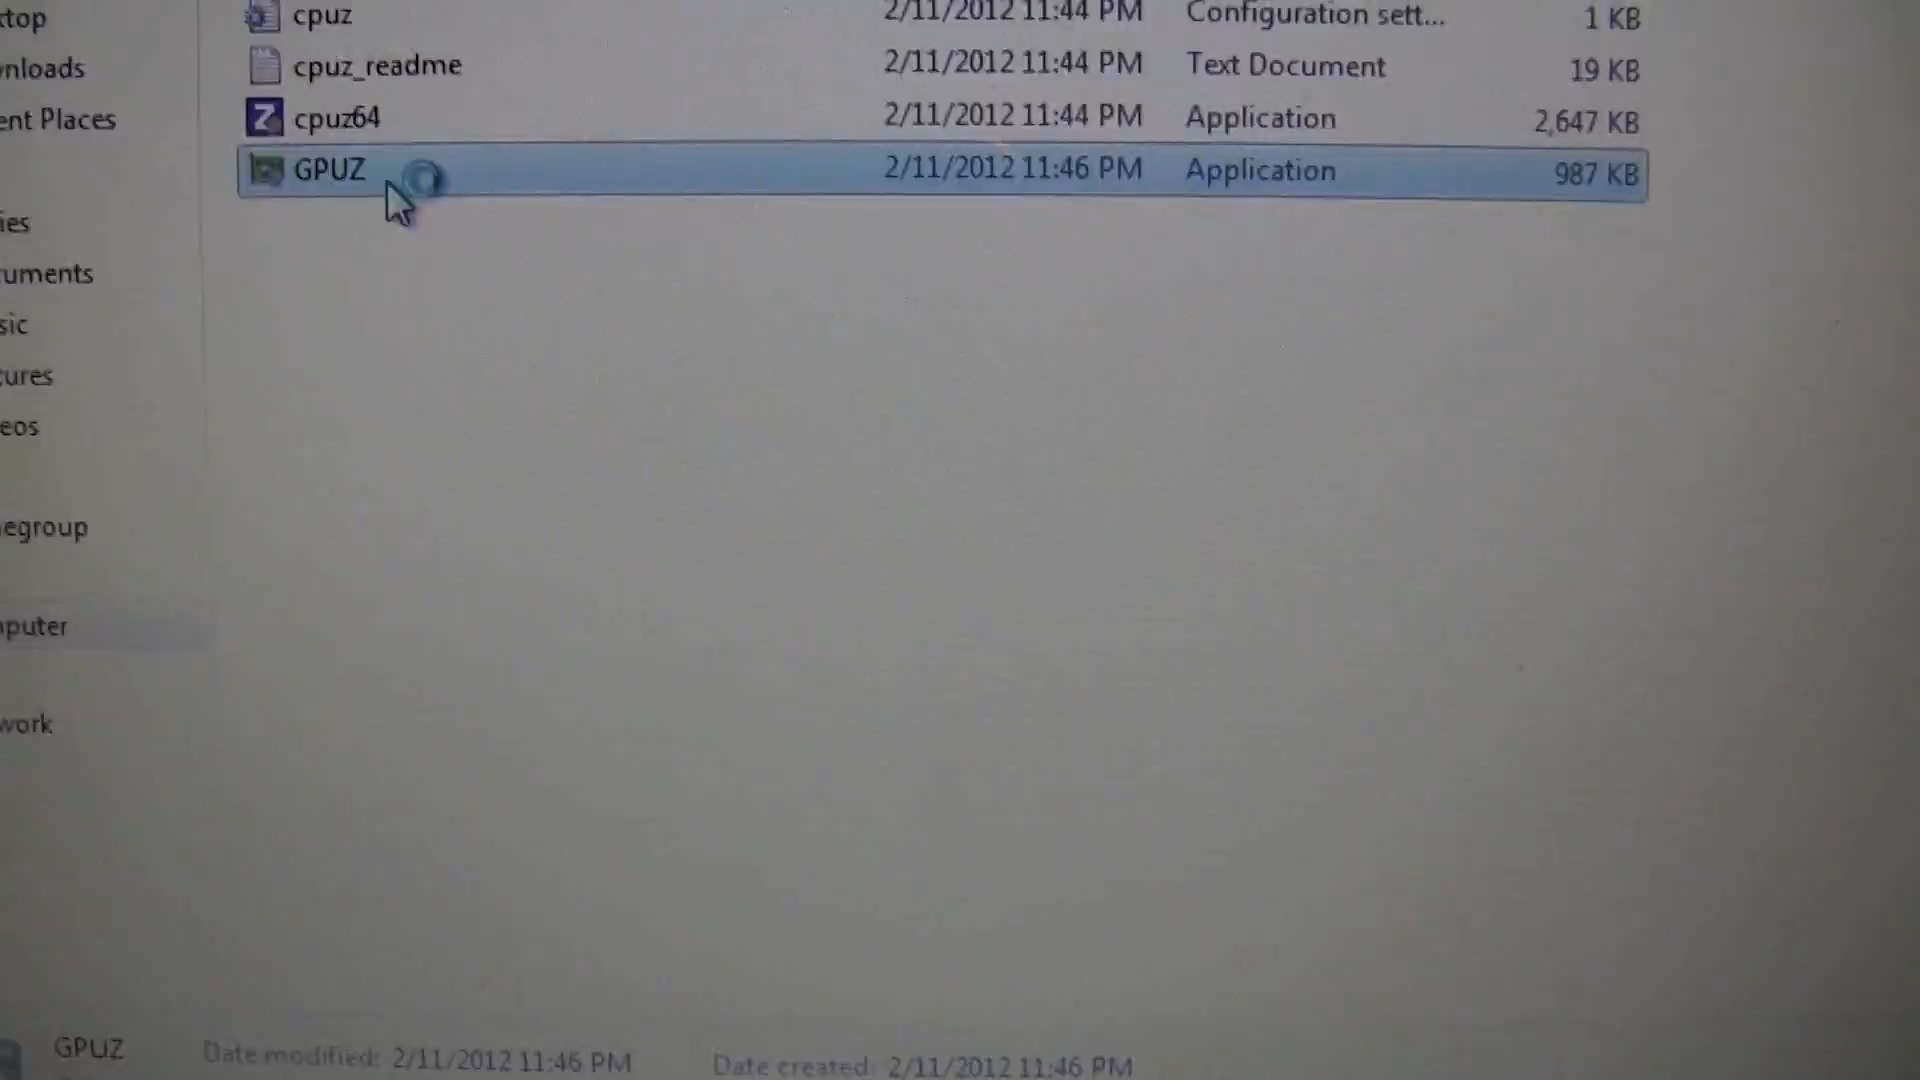 ktop
cpuz 2/11/2012 11:44 PM Configuration sett... 1 KB
nloads
cpuz_readme 2/11/2012 11:44 PM Text Document 19 KB
ent Places
cpuz64 2/11/2012 11:44 PM Application 2,647 KB
GPUZ 2/11/2012 11:46 PM Application 987 KB
ies
uments
sic
tures
eos
egroup
puter
work
GPUZ Date modified: 2/11/2012 11:46 PM Date created: 2/11/2012 11:46 PM